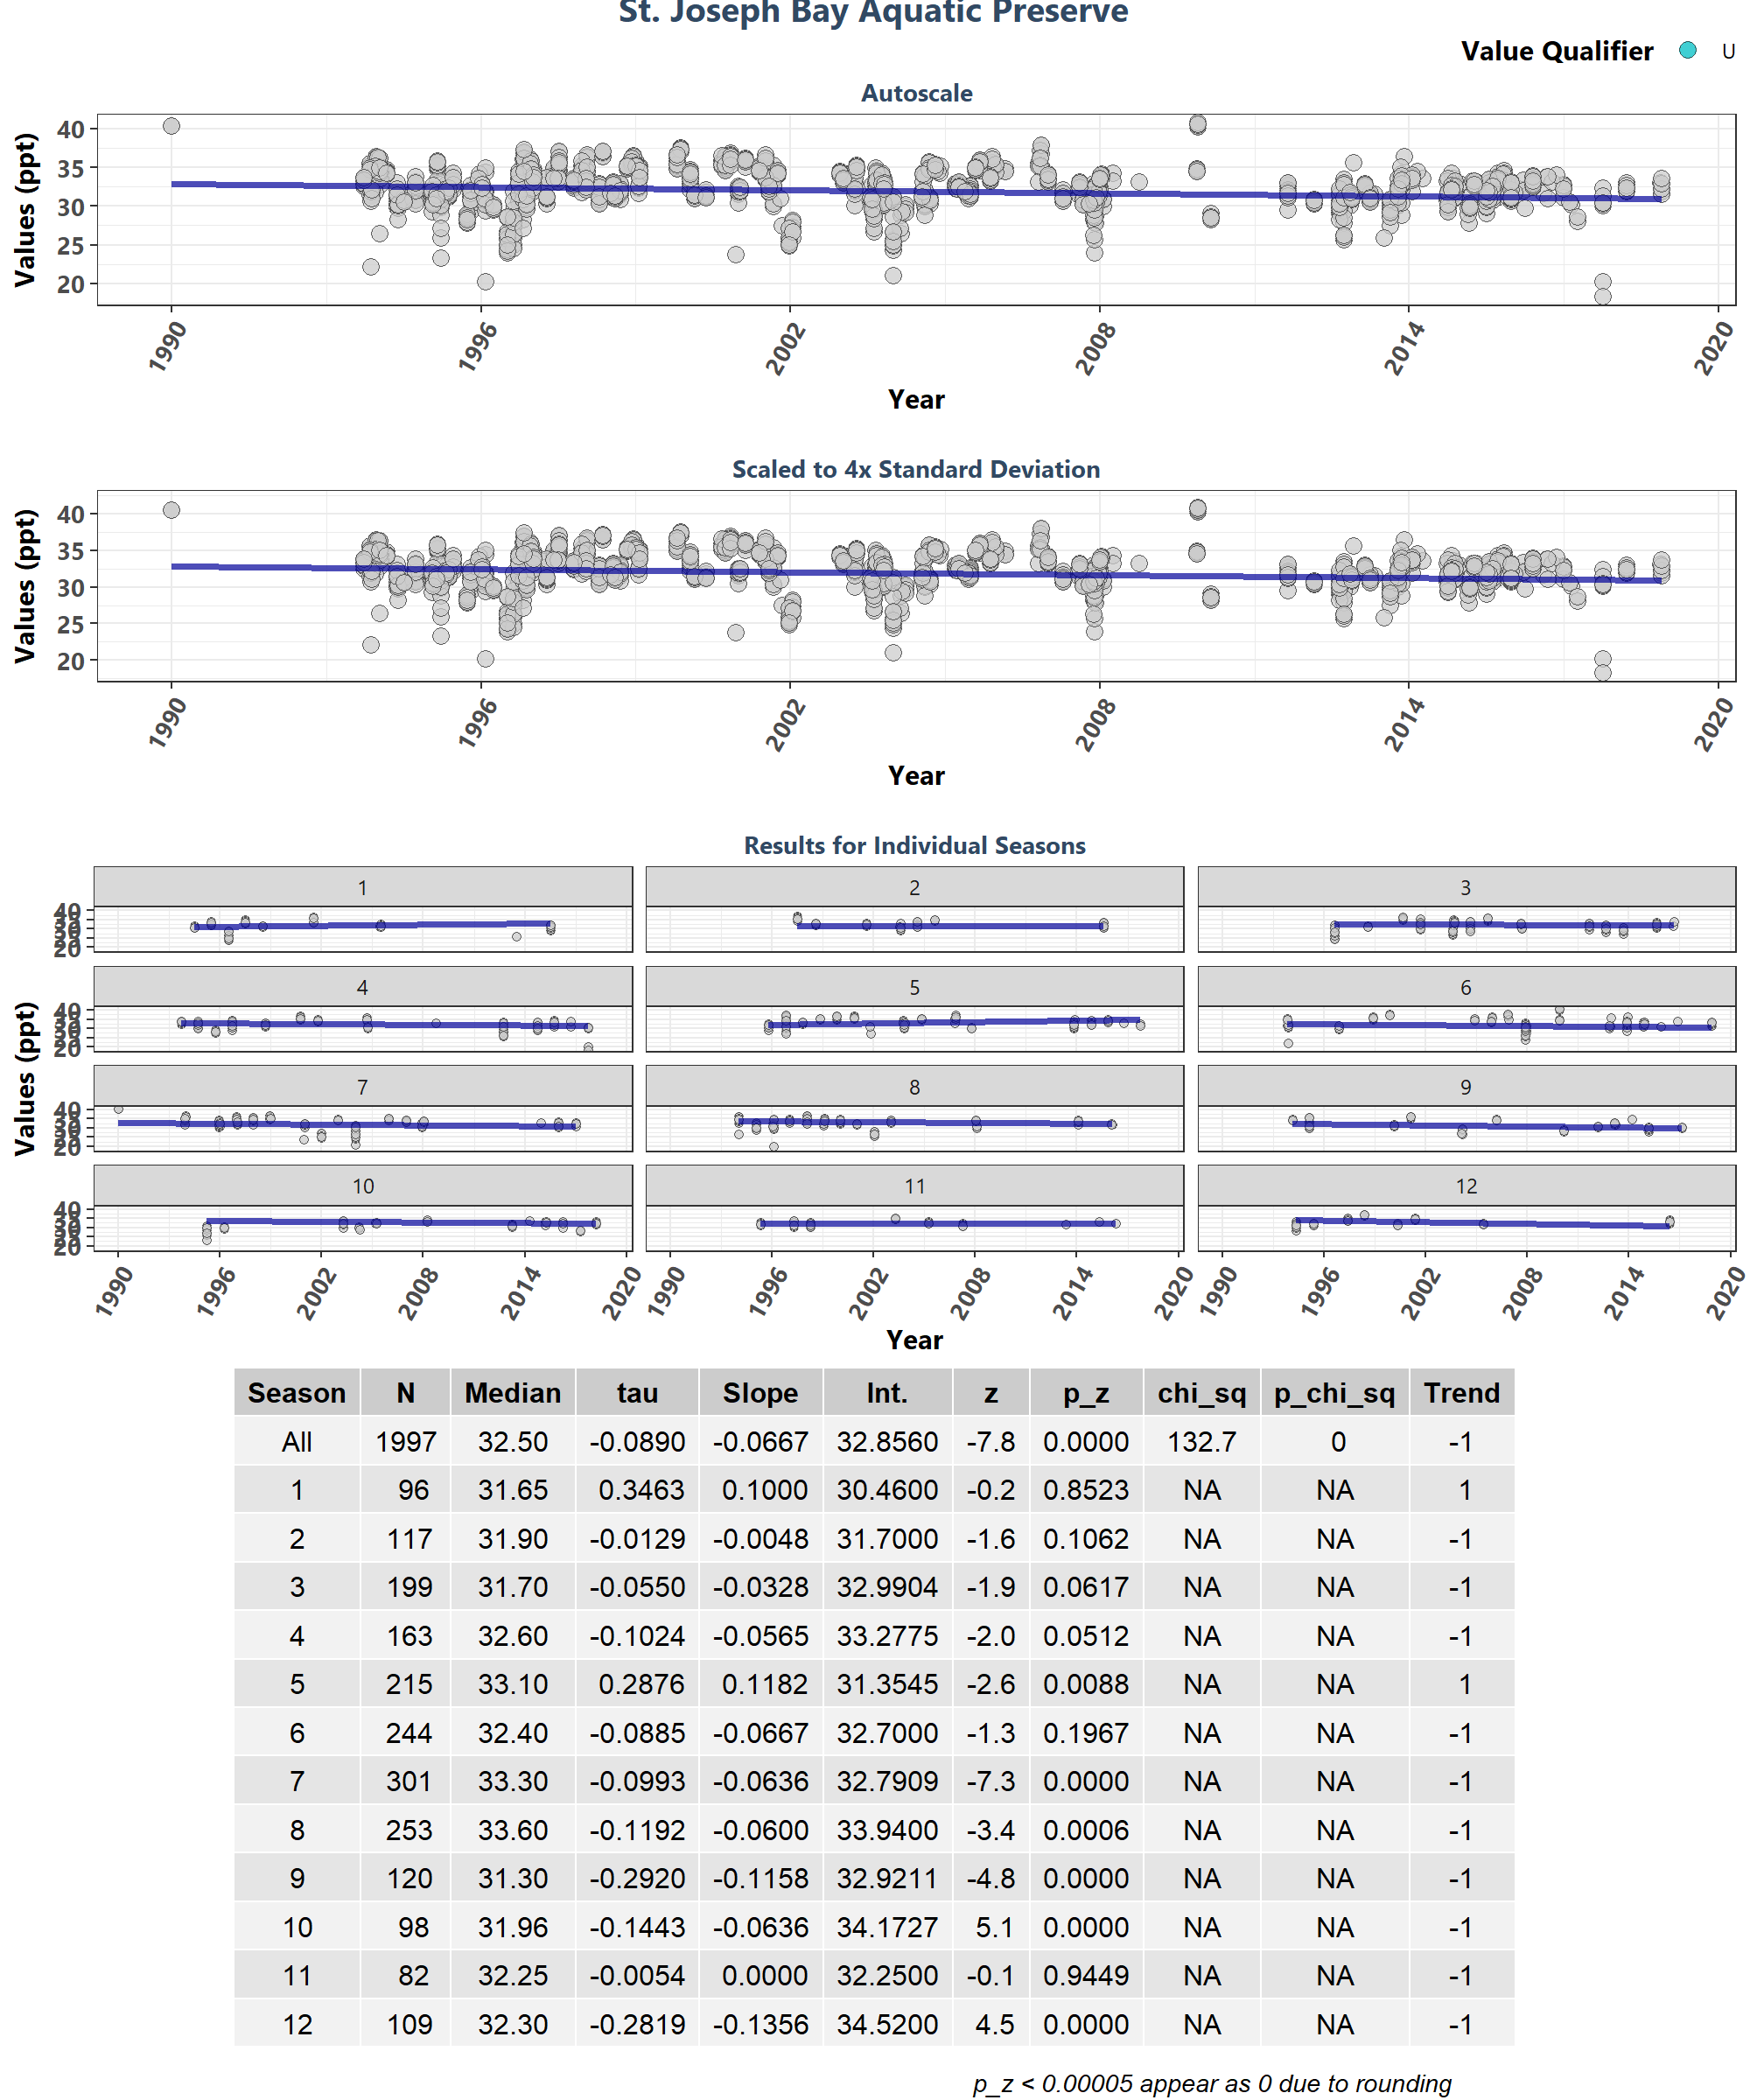 St. Joseph Bay Aquatic Preserve
Value Qualifier U
Autoscale
Values (ppt)
40
35
30
25
20
1990 1996 2002 2008 2014 2020
Year
Scaled to 4x Standard Deviation
Values (ppt)
40
35
30
25
20
1990 1996 2002 2008 2014 2020
Year
Results for Individual Seasons
Values (ppt)
1 2 3
40
20
4 5 6
40
20
7 8 9
40
20
10 11 12
40
20
1990 1996 2002 2008 2014 2020 1990 1996 2002 2008 2014 2020 1990 1996 2002 2008 2014 2020
Year
Season N Median tau Slope Int. z p_z chi_sq p_chi_sq Trend
All 1997 32.50 -0.0890 -0.0667 32.8560 -7.8 0.0000 132.7 0 -1
1 96 31.65 0.3463 0.1000 30.4600 -0.2 0.8523 NA NA 1
2 117 31.90 -0.0129 -0.0048 31.7000 -1.6 0.1062 NA NA -1
3 199 31.70 -0.0550 -0.0328 32.9904 -1.9 0.0617 NA NA -1
4 163 32.60 -0.1024 -0.0565 33.2775 -2.0 0.0512 NA NA -1
5 215 33.10 0.2876 0.1182 31.3545 -2.6 0.0088 NA NA 1
6 244 32.40 -0.0885 -0.0667 32.7000 -1.3 0.1967 NA NA -1
7 301 33.30 -0.0993 -0.0636 32.7909 -7.3 0.0000 NA NA -1
8 253 33.60 -0.1192 -0.0600 33.9400 -3.4 0.0006 NA NA -1
9 120 31.30 -0.2920 -0.1158 32.9211 -4.8 0.0000 NA NA -1
10 98 31.96 -0.1443 -0.0636 34.1727 5.1 0.0000 NA NA -1
11 82 32.25 -0.0054 0.0000 32.2500 -0.1 0.9449 NA NA -1
12 109 32.30 -0.2819 -0.1356 34.5200 4.5 0.0000 NA NA -1
p_z < 0.00005 appear as 0 due to rounding